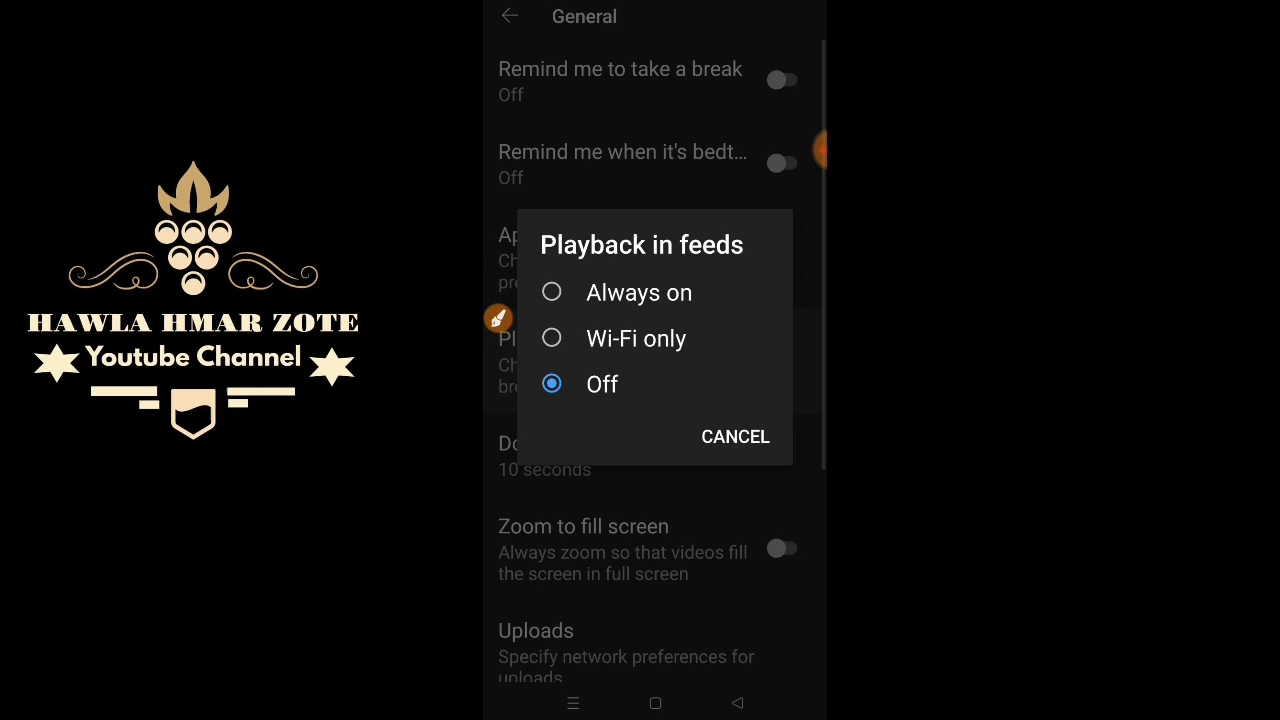 HAWLA HMAR ZOTE
Youtube Channel
General
Remind me to take a break
Off
Remind me when it's bedt...
Off
Playback in feeds
Always on
Wi-Fi only
Off
CANCEL
10 seconds
Zoom to fill screen
Always zoom so that videos fill
the screen in full screen
Uploads
Specify network preferences for
uploads